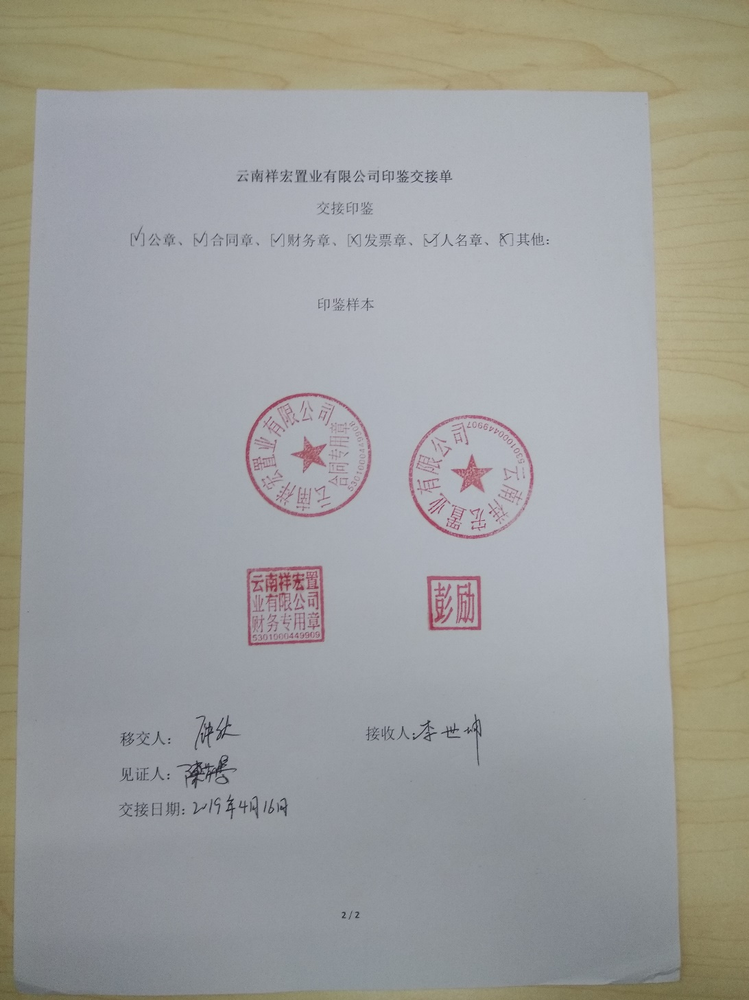 云南祥宏置业有限公司印鉴交接单
交接印鉴
[✓]公章、[✓]合同章、[✓]财务章、[X]发票章、[✓]人名章、[X]其他：
印鉴样本
云南祥宏置业有限公司
合同专用章
5301000449908
云南祥宏置业有限公司
5301000449907
云南祥宏置
业有限公司
财务专用章
5301000449909
彭励
移交人：
接收人：李世坤
见证人：
交接日期：2019年4月16日
2 / 2